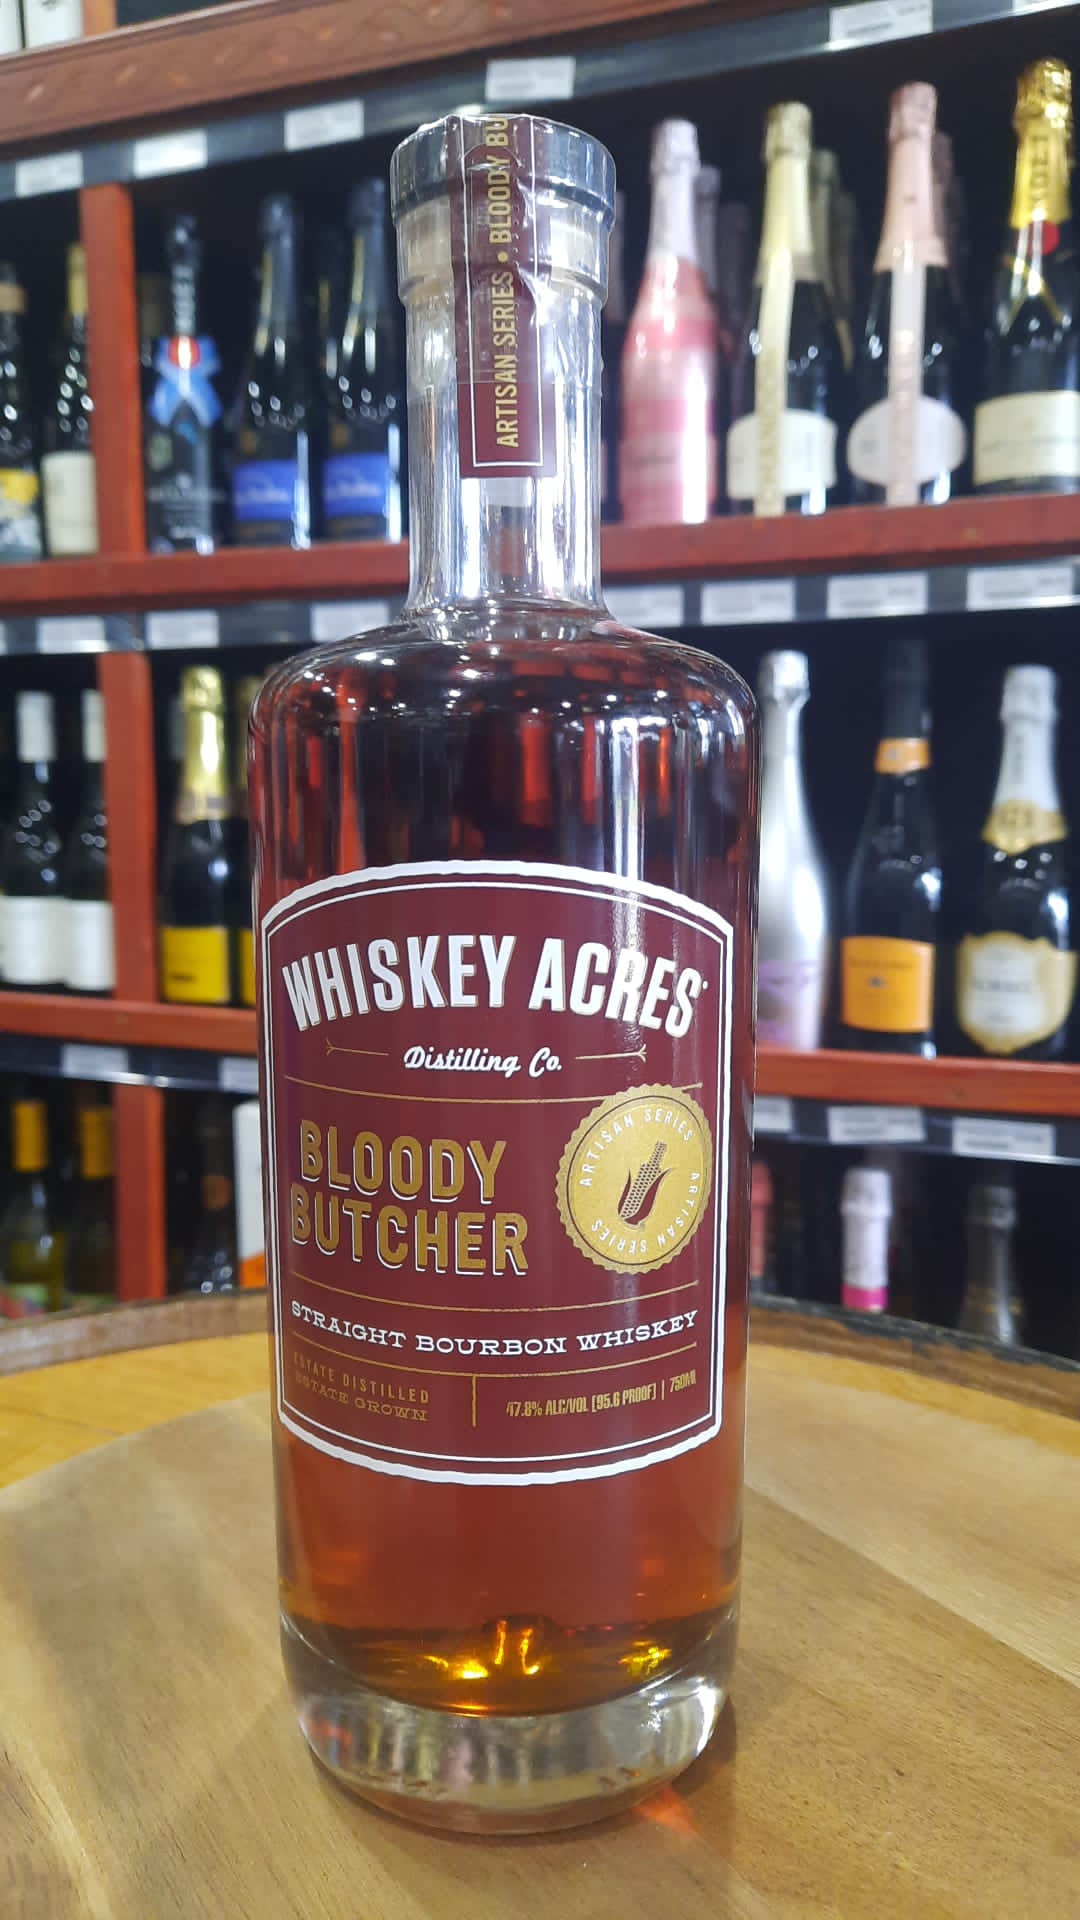 ARTISAN SERIES • BLOODY BU
WHISKEY ACRES
Distilling Co.
BLOODY
BUTCHER
ARTISAN SERIES
ARTISAN SERIES
STRAIGHT BOURBON WHISKEY
ESTATE DISTILLED
ESTATE GROWN
47.8% ALC/VOL [95.6 PROOF] | 750Ml